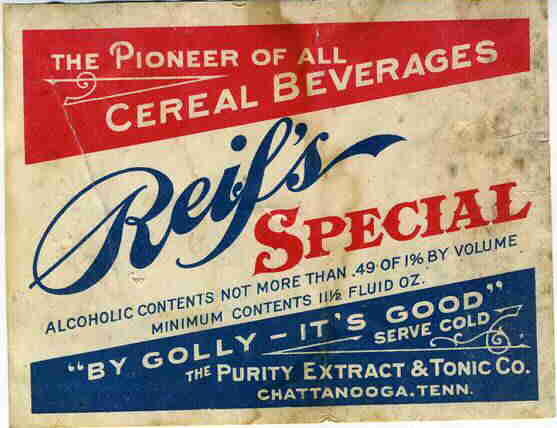 THE PIONEER OF ALL
CEREAL BEVERAGES
Reif's
SPECIAL
ALCOHOLIC CONTENTS NOT MORE THAN .49 OF 1% BY VOLUME
MINIMUM CONTENTS 11½ FLUID OZ.
"BY GOLLY – IT'S GOOD"
SERVE COLD
THE PURITY EXTRACT & TONIC CO.
CHATTANOOGA. TENN.